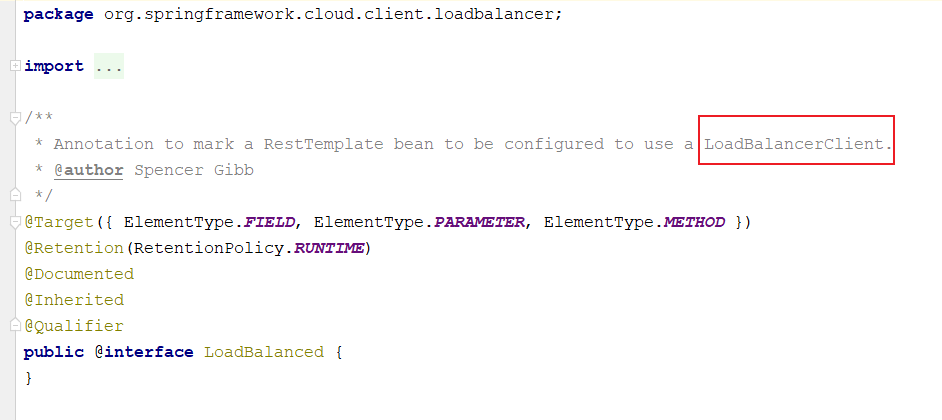 package org.springframework.cloud.client.loadbalancer;
import ...
/**
 * Annotation to mark a RestTemplate bean to be configured to use a LoadBalancerClient.
 * @author Spencer Gibb
 */
@Target({ ElementType.FIELD, ElementType.PARAMETER, ElementType.METHOD })
@Retention(RetentionPolicy.RUNTIME)
@Documented
@Inherited
@Qualifier
public @interface LoadBalanced {
}